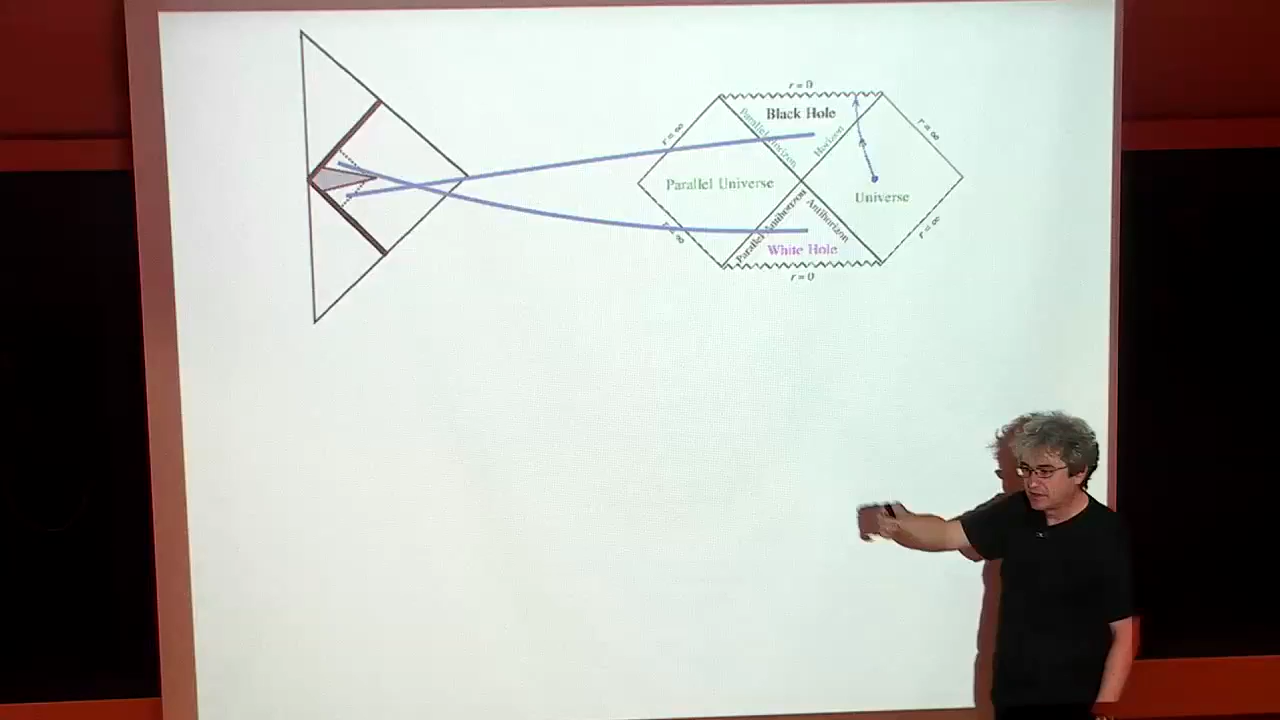 r = 0
Black Hole
Parallel Horizon
Horizon
r = ∞
r = ∞
Parallel Universe
Universe
r = ∞
r = ∞
Parallel Antihorizon
Antihorizon
White Hole
r = 0